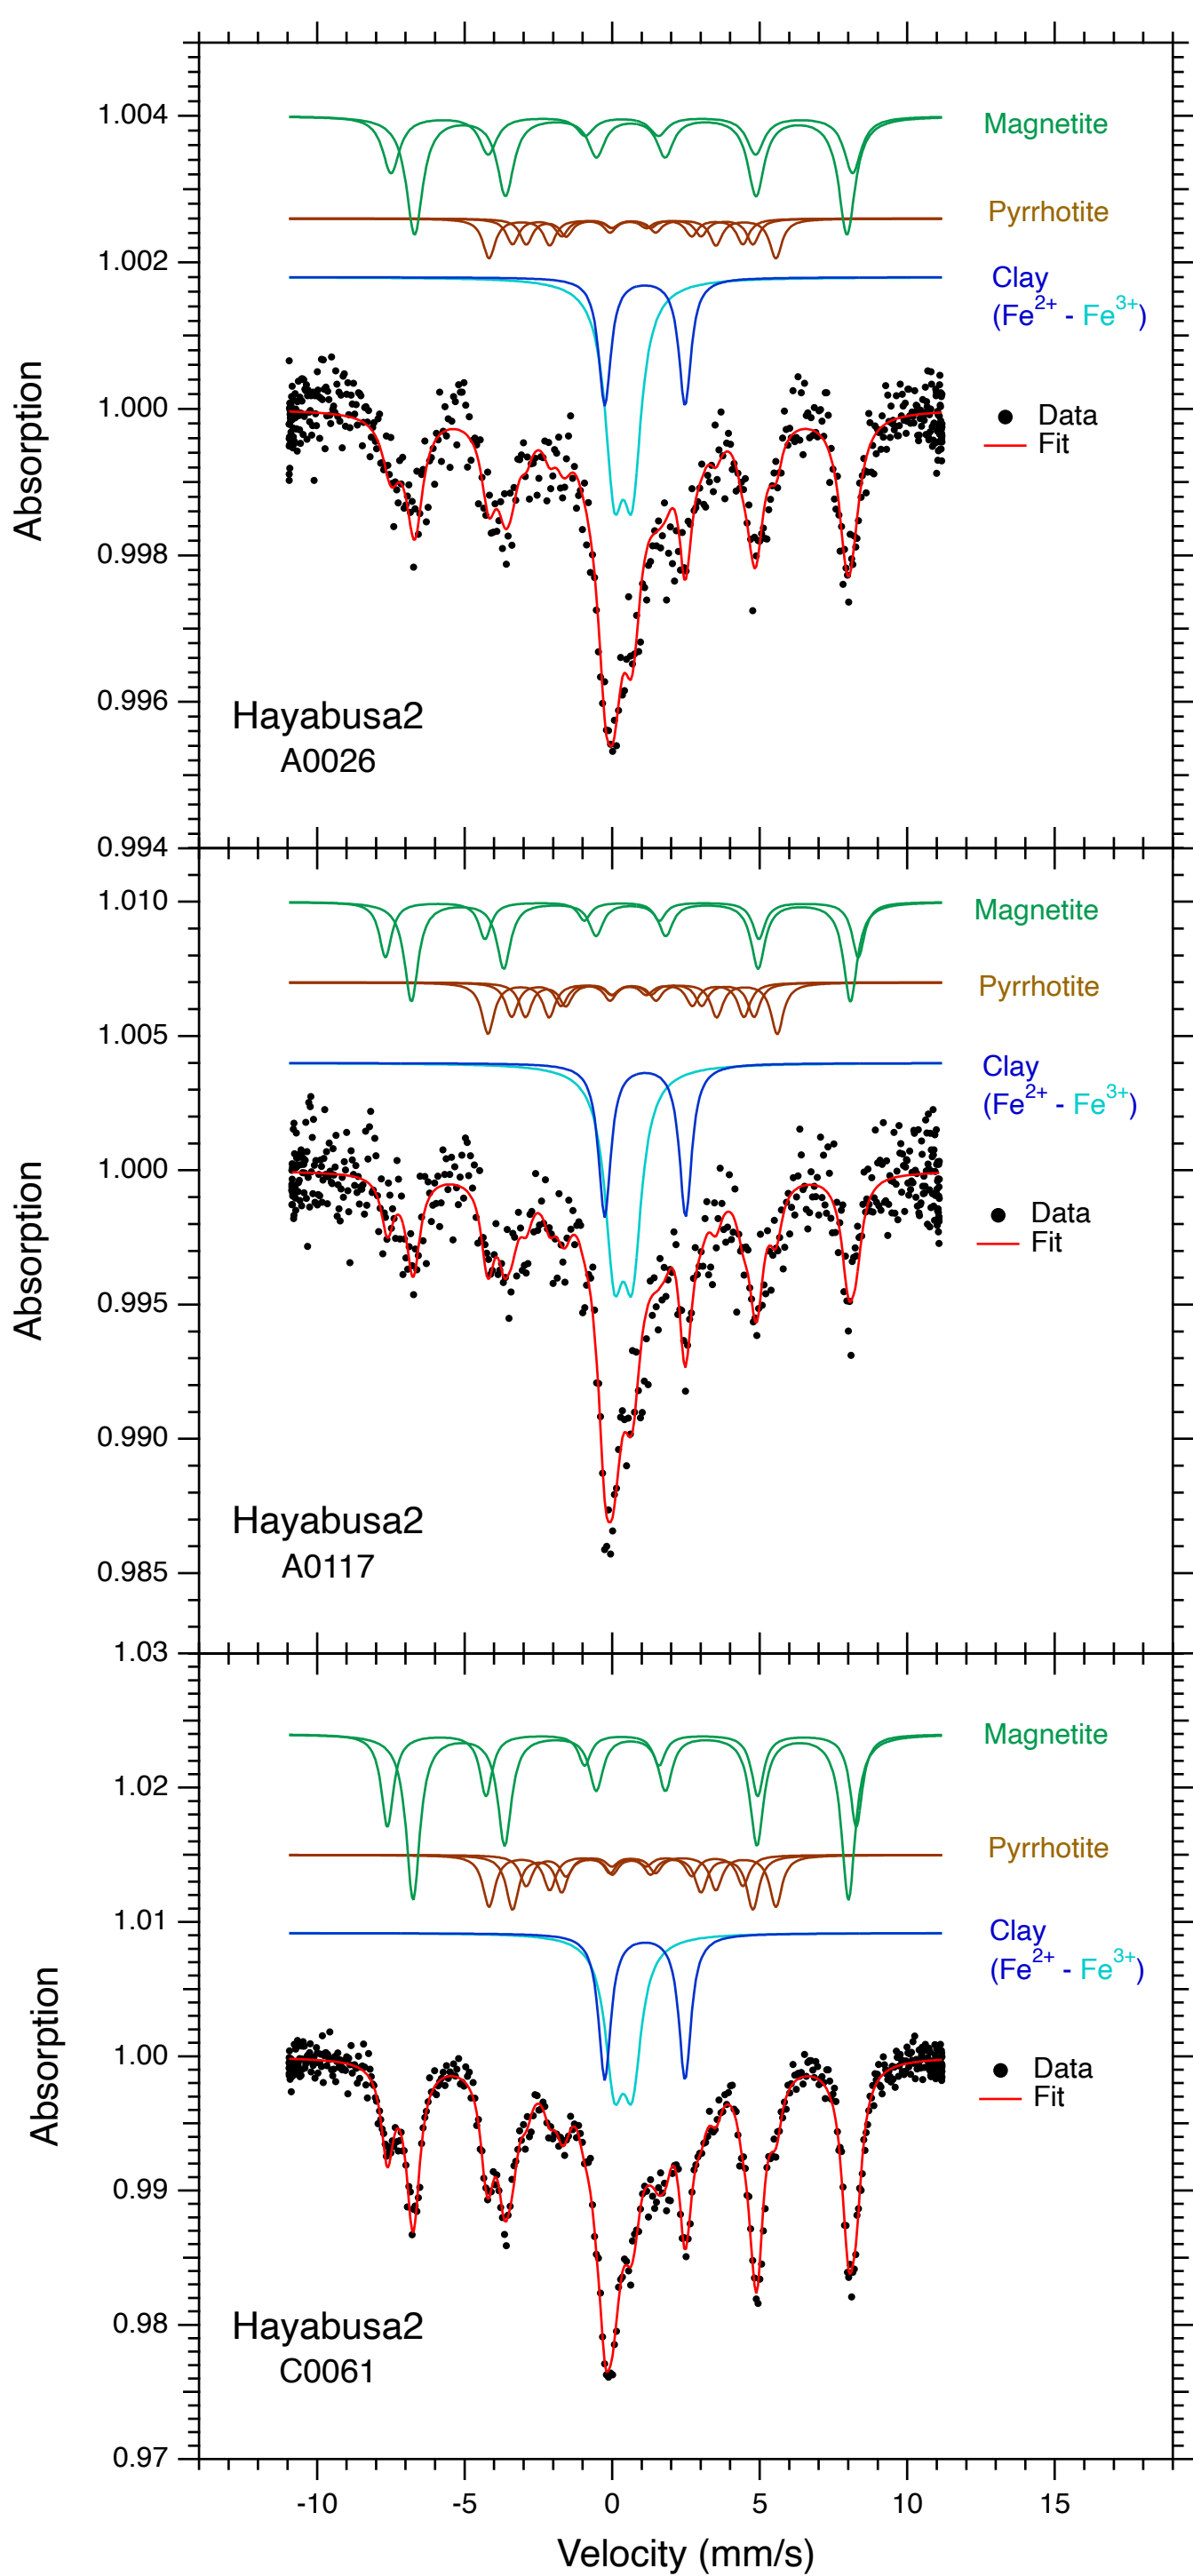 1.004
Magnetite
Pyrrhotite
1.002
Clay
(Fe2+ - Fe3+)
1.000
Data
Fit
Absorption
0.998
0.996
Hayabusa2
A0026
0.994
1.010
Magnetite
Pyrrhotite
1.005
Clay
(Fe2+ - Fe3+)
1.000
Data
Fit
Absorption
0.995
0.990
Hayabusa2
A0117
0.985
1.03
Magnetite
1.02
Pyrrhotite
1.01
Clay
(Fe2+ - Fe3+)
1.00
Data
Fit
Absorption
0.99
0.98
Hayabusa2
C0061
0.97
-10 -5 0 5 10 15
Velocity (mm/s)